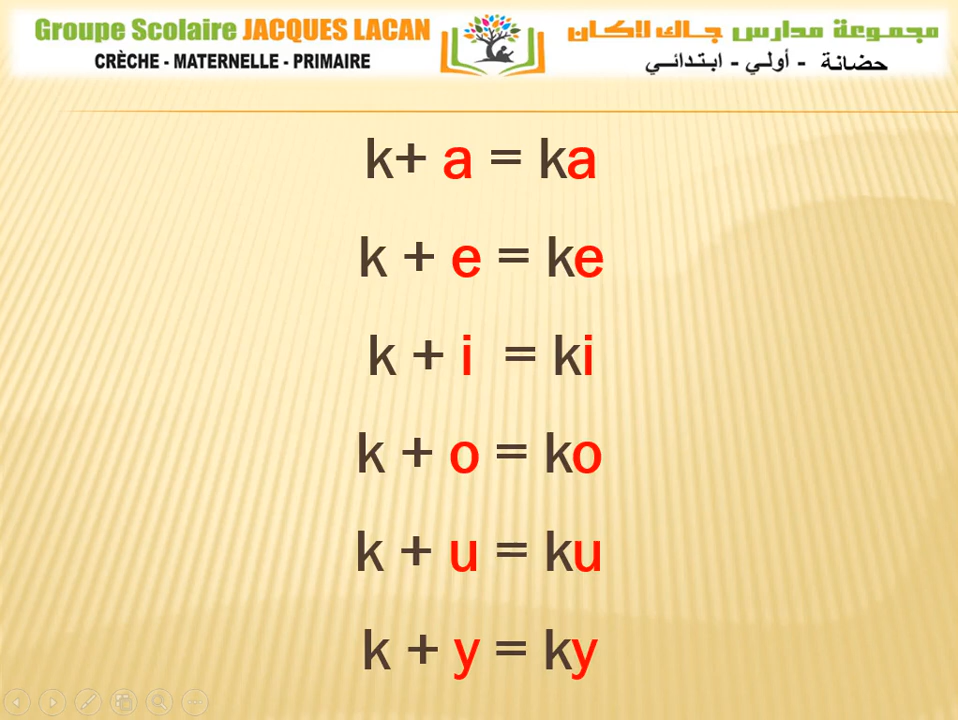 Groupe Scolaire JACQUES LACAN
CRÈCHE - MATERNELLE - PRIMAIRE
مجموعة مدارس جاك لاكان
حضانة - أولي - ابتدائي
k+ a = ka
k + e = ke
k + i = ki
k + o = ko
k + u = ku
k + y = ky